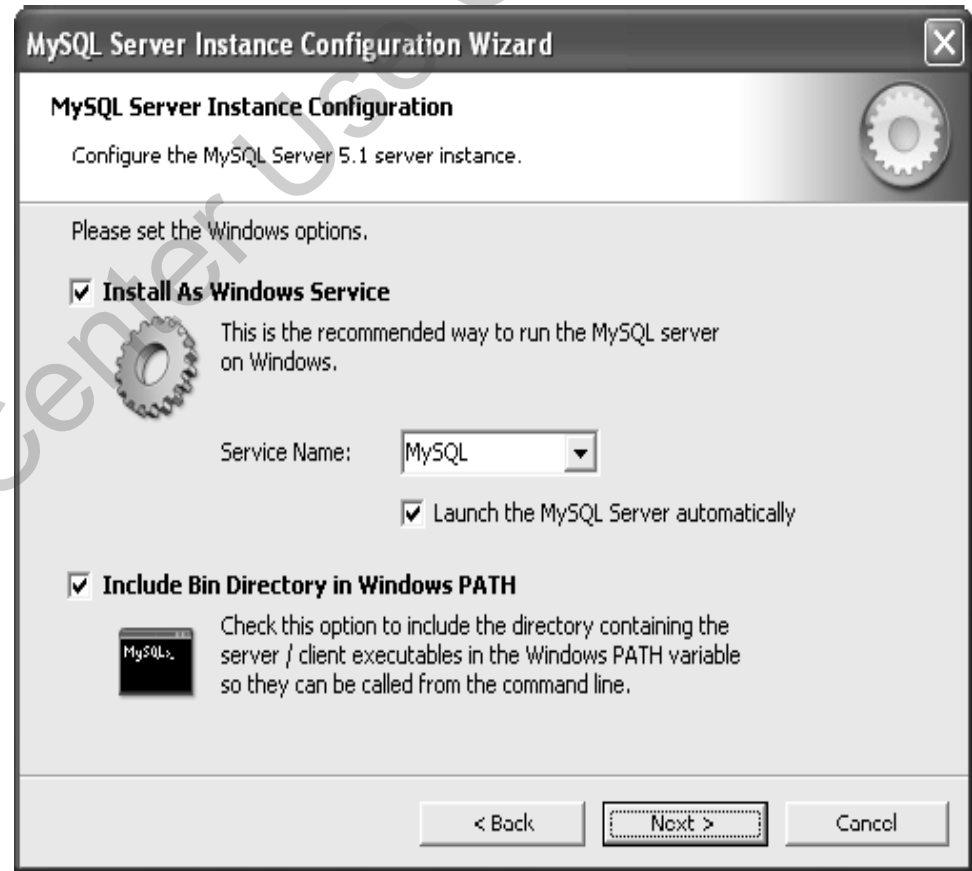 MySQL Server Instance Configuration Wizard
MySQL Server Instance Configuration
Configure the MySQL Server 5.1 server instance.
Please set the Windows options.
Install As Windows Service
This is the recommended way to run the MySQL server
on Windows.
Service Name: MySQL
Launch the MySQL Server automatically
Include Bin Directory in Windows PATH
MySQL>_
Check this option to include the directory containing the
server / client executables in the Windows PATH variable
so they can be called from the command line.
< Back Next > Cancel
Center Use